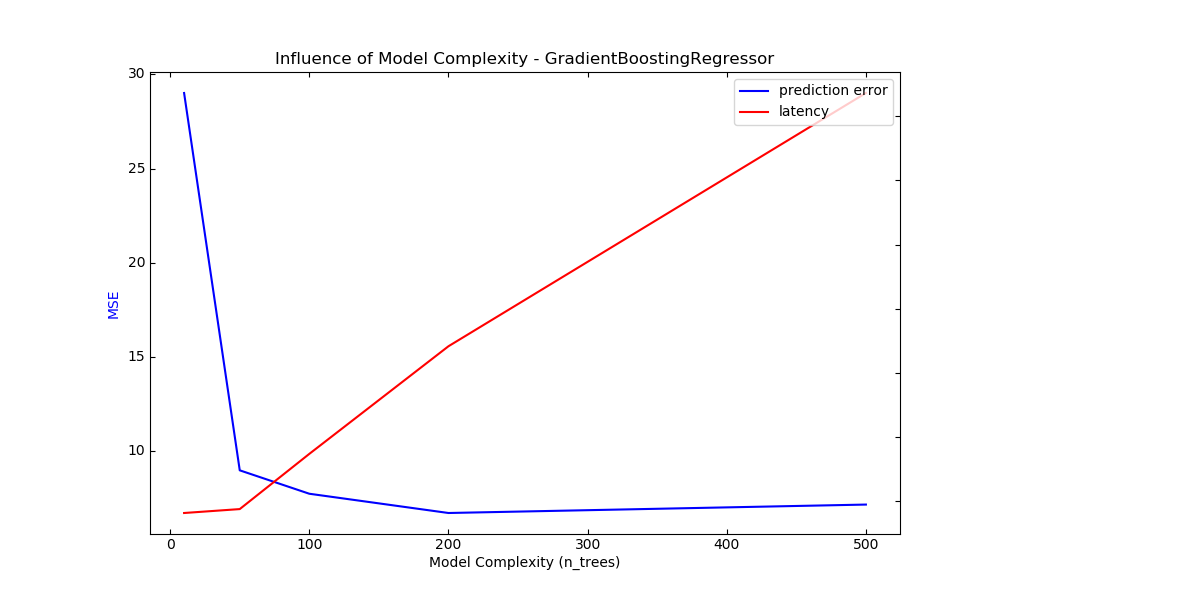 Influence of Model Complexity - GradientBoostingRegressor
prediction error
latency
30
25
20
15
10
MSE
0 100 200 300 400 500
Model Complexity (n_trees)